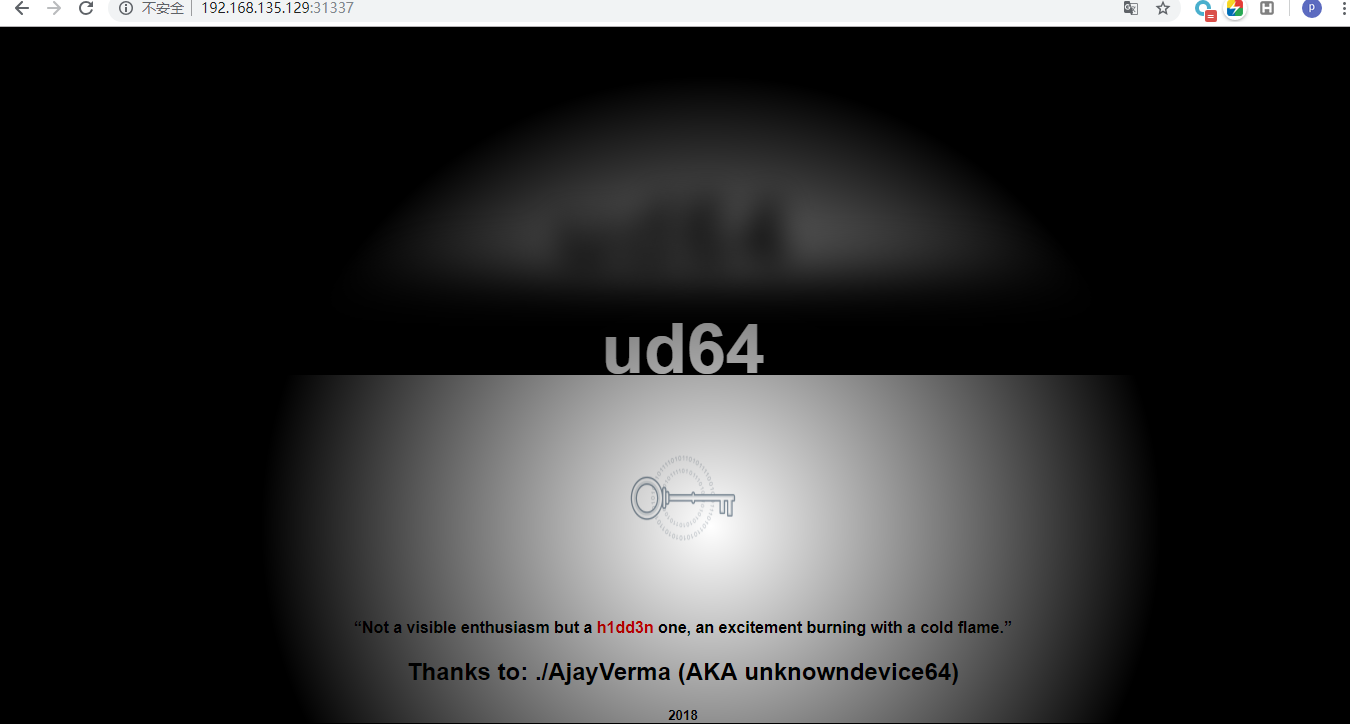 不安全 192.168.135.129:31337
ud64
“Not a visible enthusiasm but a h1dd3n one, an excitement burning with a cold flame.”
Thanks to: ./AjayVerma (AKA unknowndevice64)
2018